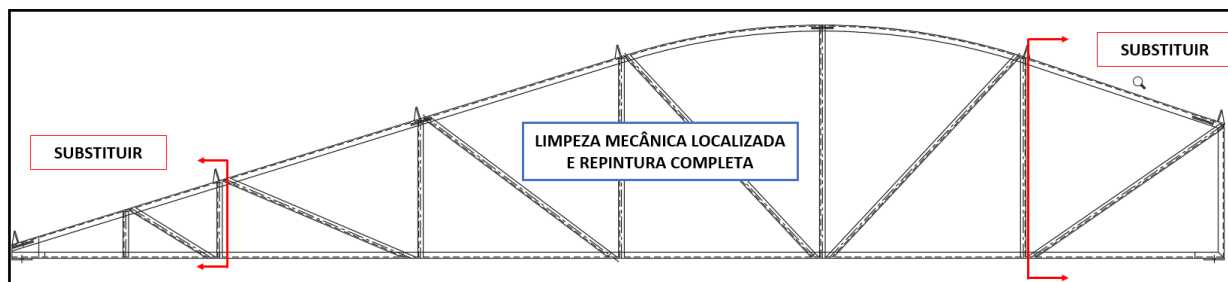 SUBSTITUIR
LIMPEZA MECÂNICA LOCALIZADA
E REPINTURA COMPLETA
SUBSTITUIR